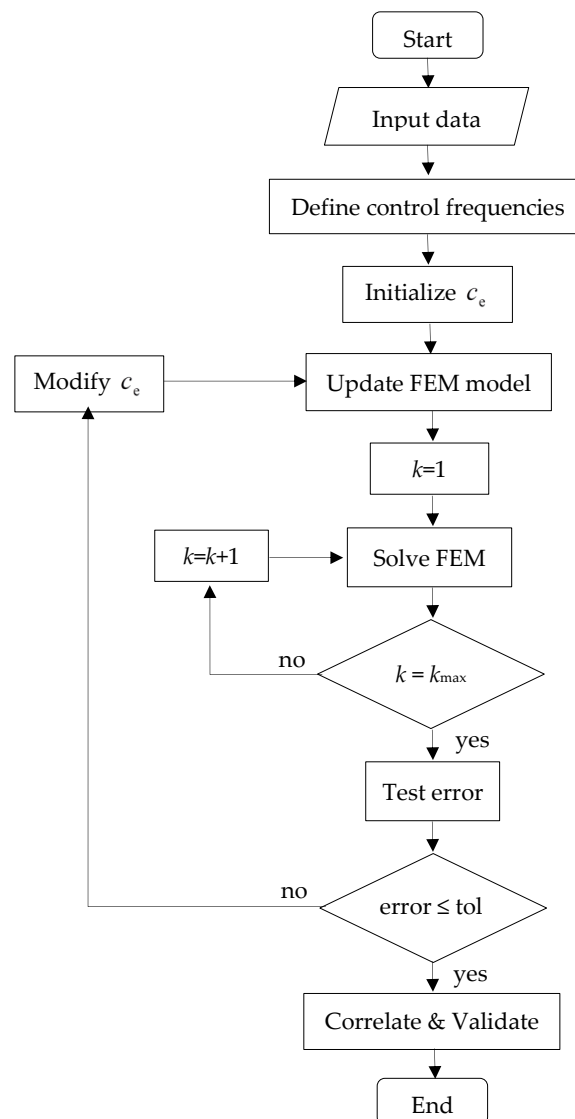 Start
Input data
Define control frequencies
Initialize cₑ
Modify cₑ
Update FEM model
k=1
k=k+1
Solve FEM
no
k = kmax
yes
Test error
no
error ≤ tol
yes
Correlate & Validate
End